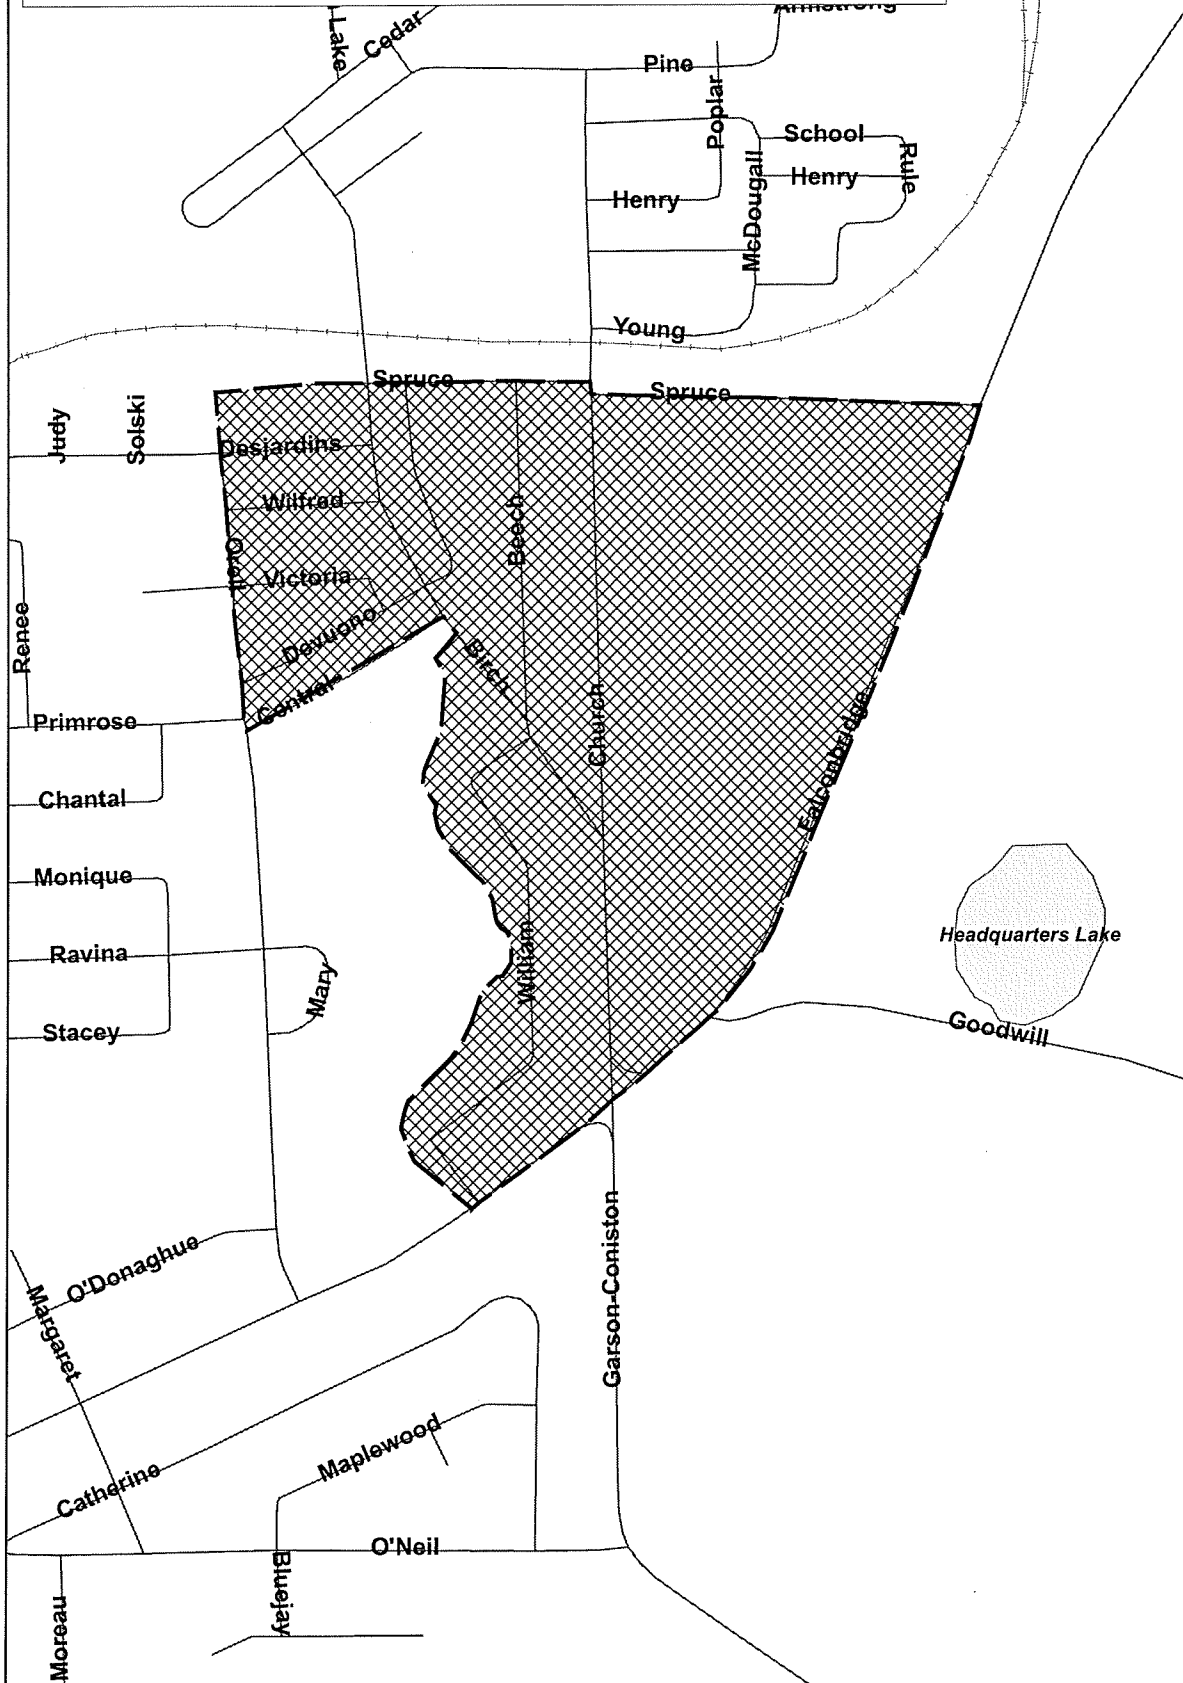 Armstrong
Lake
Cedar
Pine
Poplar
School
Rule
McDougall
Henry
Henry
Young
Spruce
Spruce
Judy
Solski
Desjardins
Wilfred
Beech
Orell
Victoria
Renee
Devuono
Birch
Central
Church
Primrose
Falconbridge
Chantal
Monique
Headquarters Lake
Ravina
William
Mary
Stacey
Goodwill
O'Donaghue
Garson-Coniston
Margaret
Maplewood
Catherine
O'Neil
Bluejay
Moreau